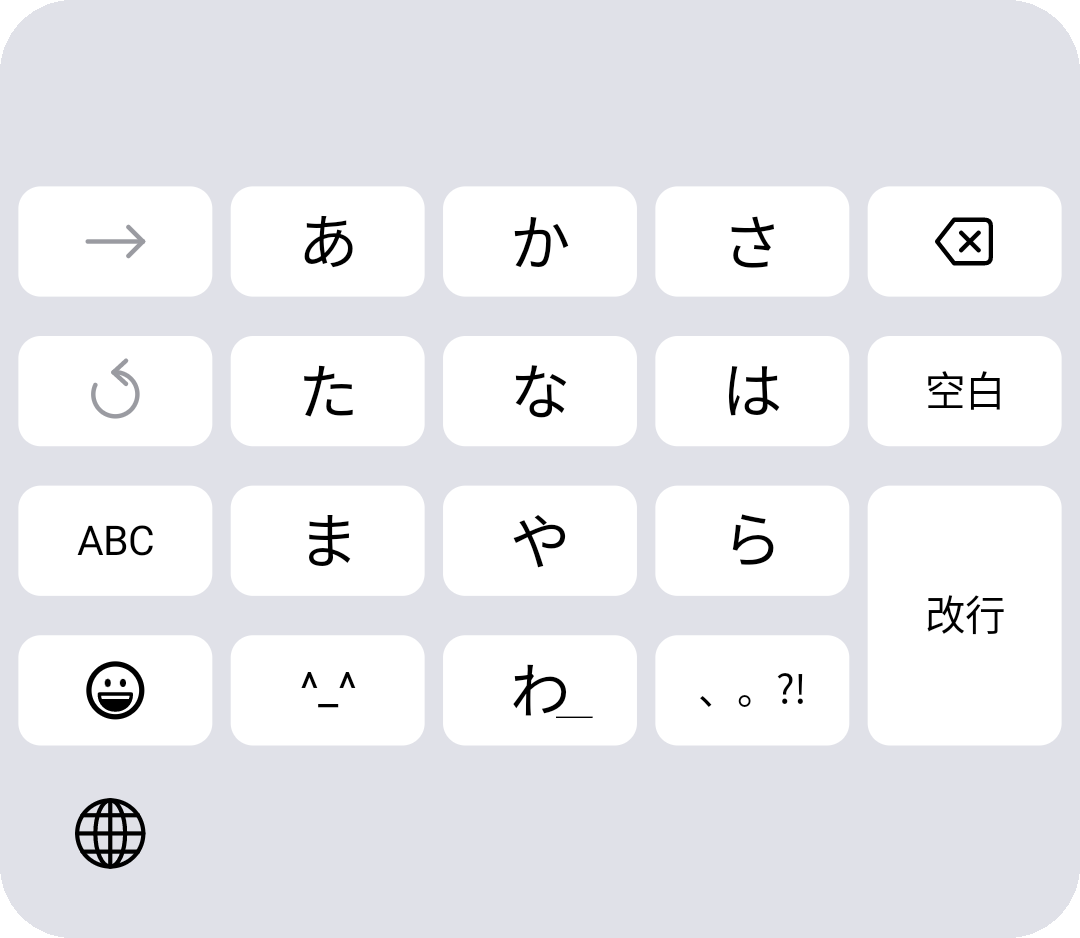 あ か さ
た な は 空白
ABC ま や ら
改行
^_^ わ_ 、。?!